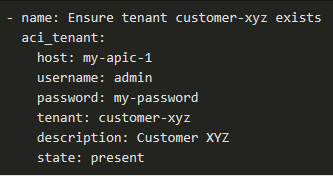 - name: Ensure tenant customer-xyz exists
  aci_tenant:
    host: my-apic-1
    username: admin
    password: my-password
    tenant: customer-xyz
    description: Customer XYZ
    state: present